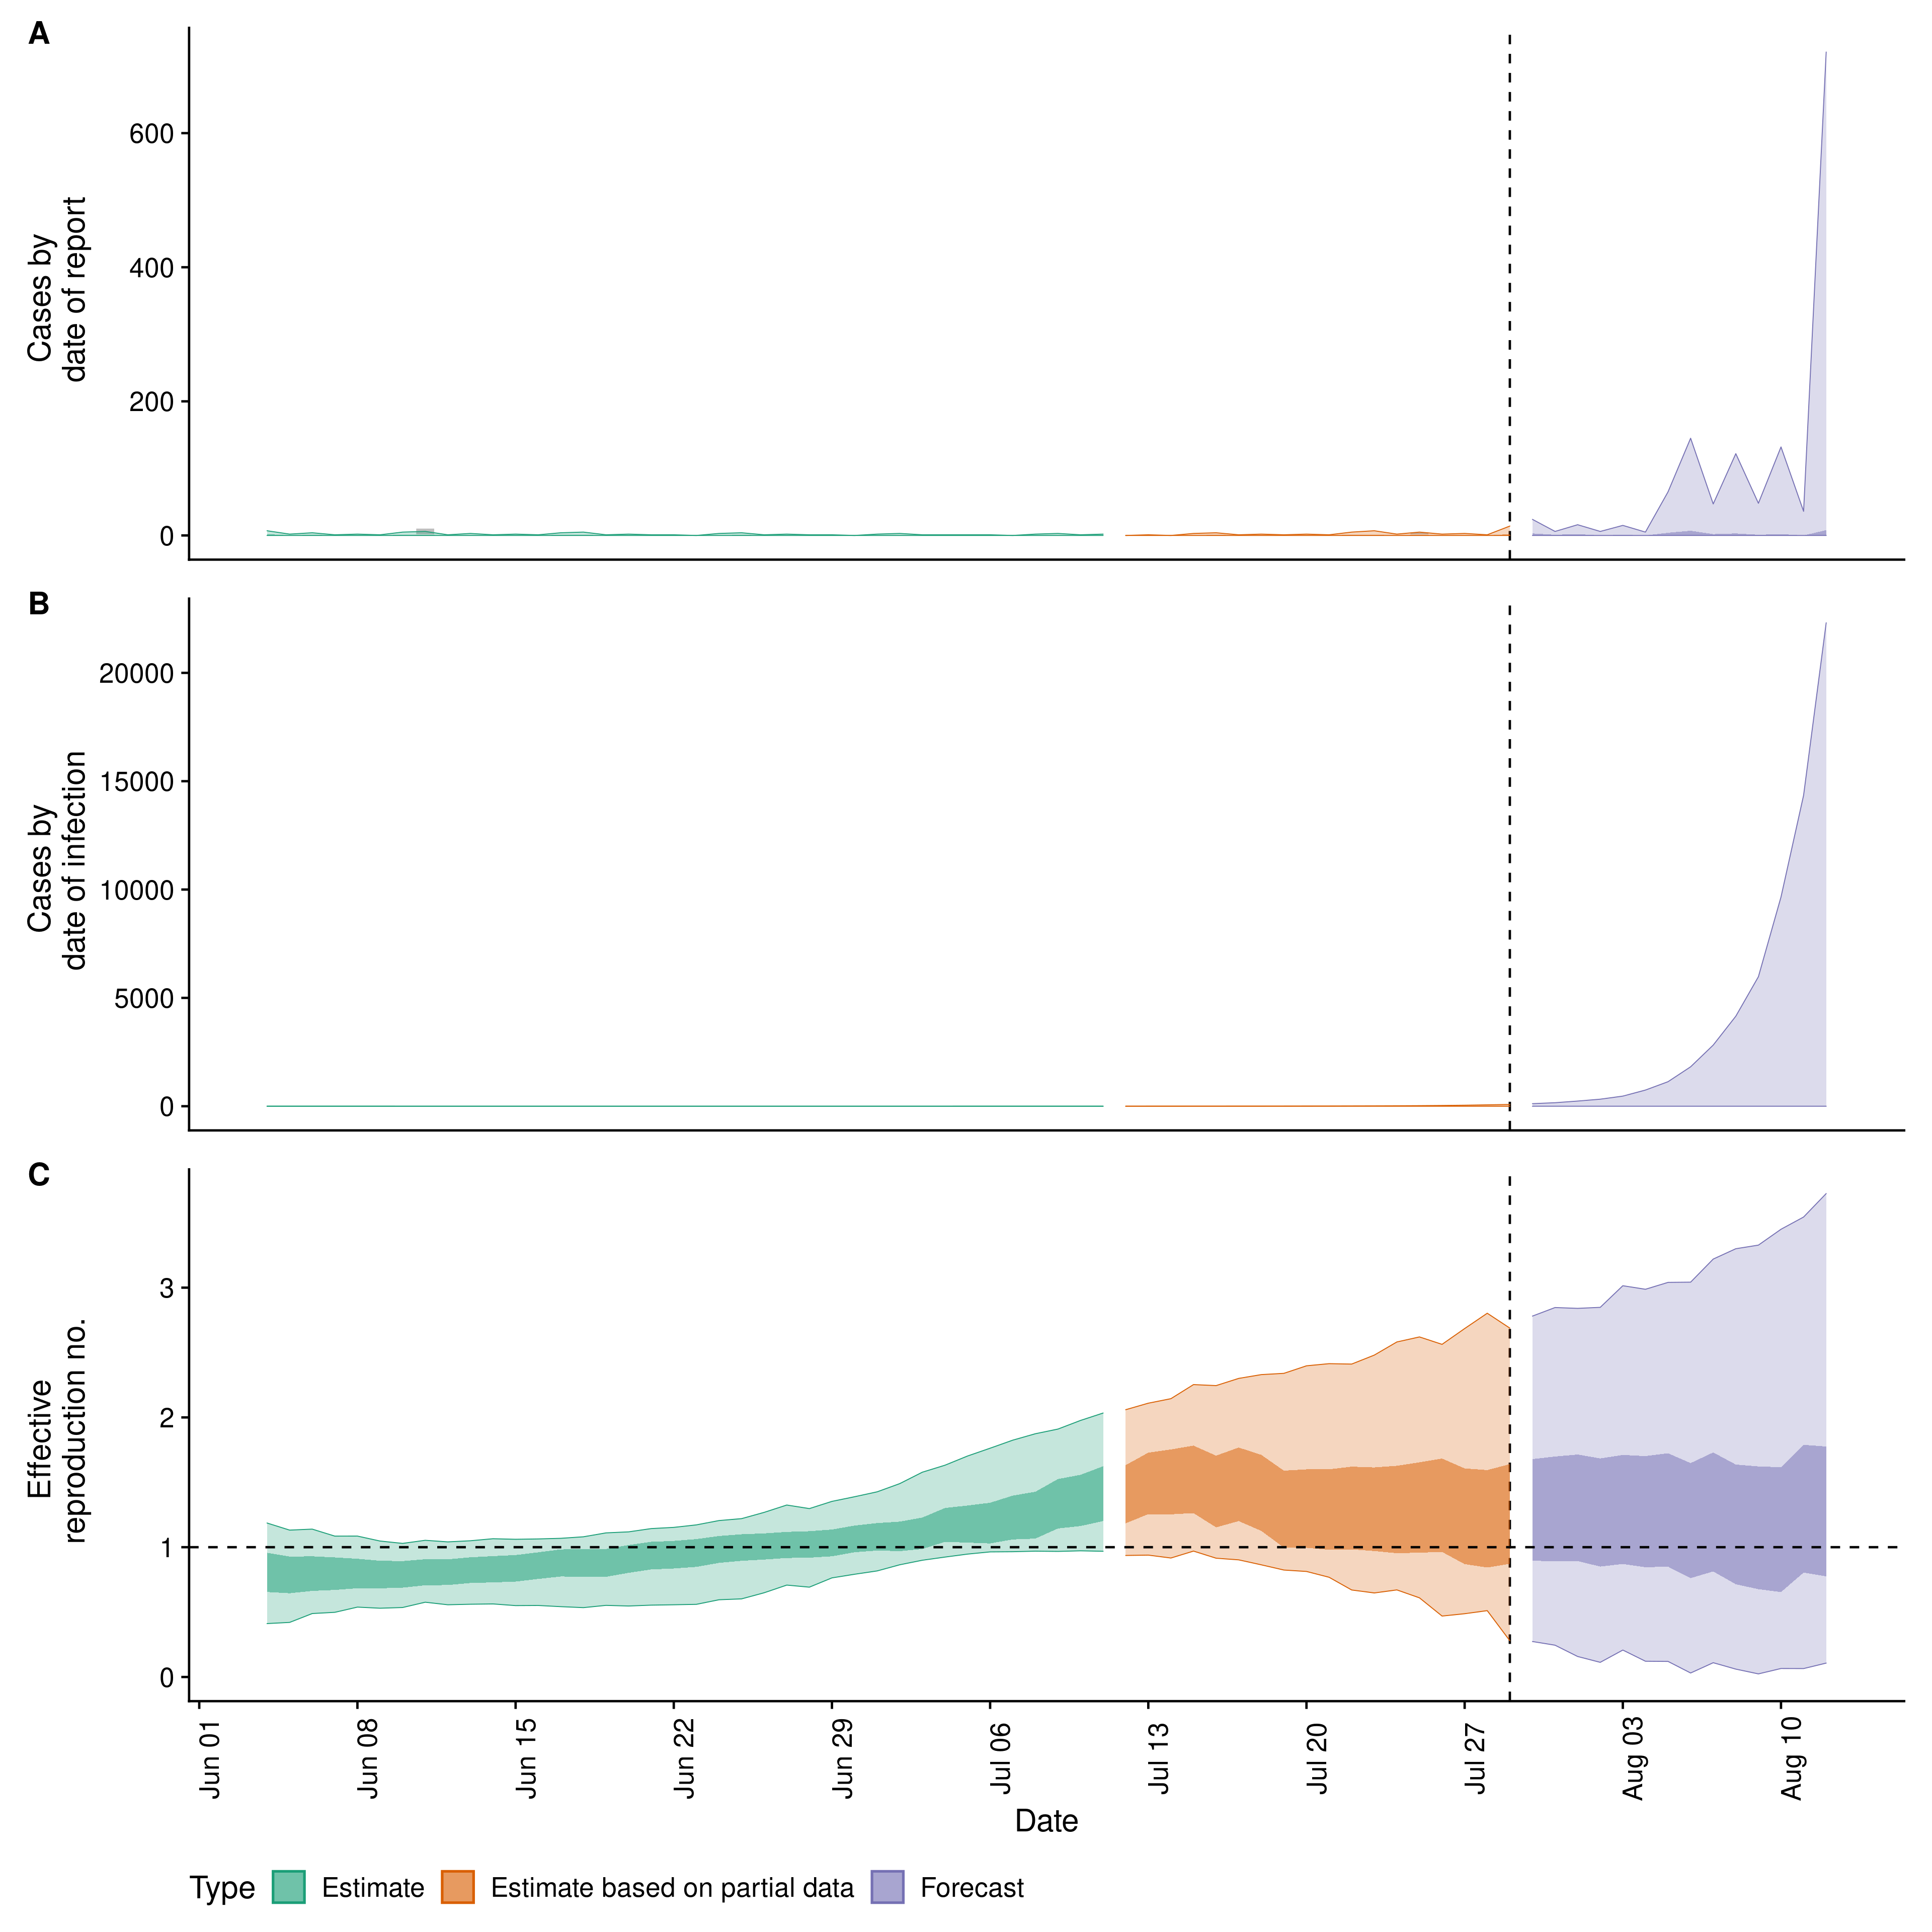 A
Cases by
date of report
600
400
200
0
B
Cases by
date of infection
20000
15000
10000
5000
0
C
Effective
reproduction no.
3
2
1
0
Jun 01
Jun 08
Jun 15
Jun 22
Jun 29
Jul 06
Jul 13
Jul 20
Jul 27
Aug 03
Aug 10
Date
Type Estimate Estimate based on partial data Forecast